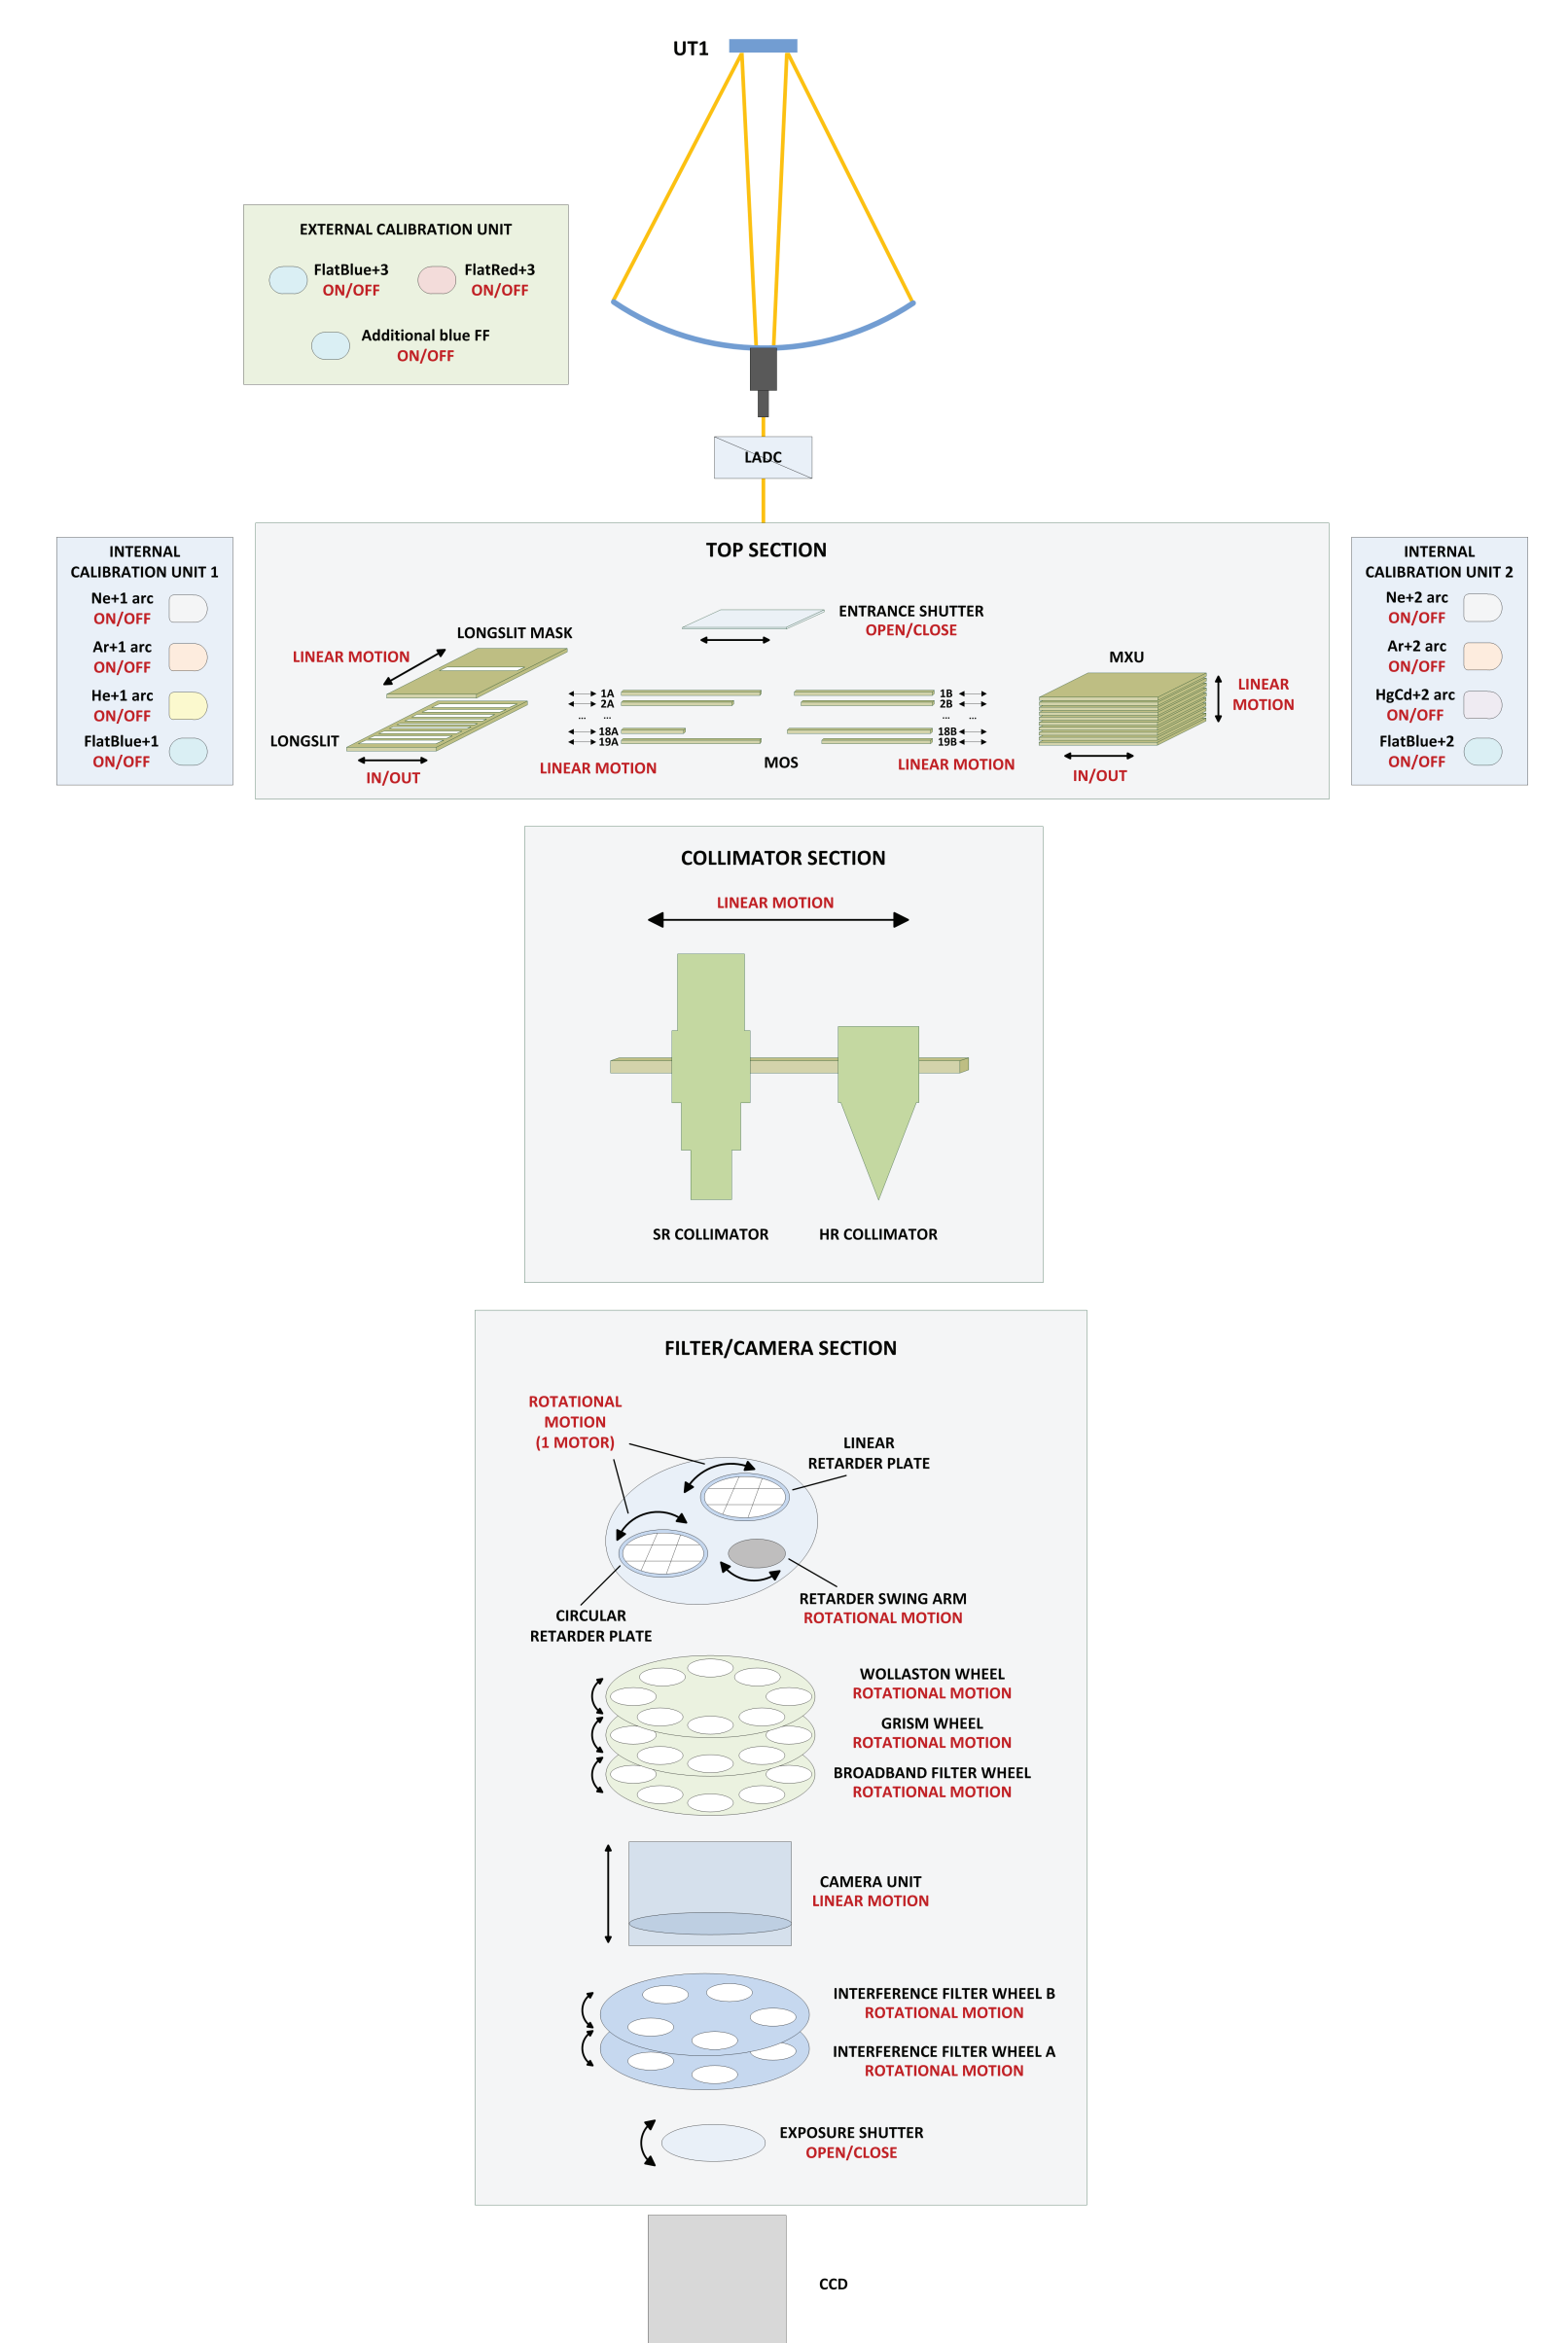 UT1
EXTERNAL CALIBRATION UNIT
FlatBlue+3
ON/OFF
FlatRed+3
ON/OFF
Additional blue FF
ON/OFF
LADC
INTERNAL
CALIBRATION UNIT 1
Ne+1 arc
ON/OFF
Ar+1 arc
ON/OFF
He+1 arc
ON/OFF
FlatBlue+1
ON/OFF
TOP SECTION
ENTRANCE SHUTTER
OPEN/CLOSE
LONGSLIT MASK
LINEAR MOTION
LONGSLIT
IN/OUT
1A
2A
... ...
18A
19A
LINEAR MOTION
MOS
1B
2B
... ...
18B
19B
LINEAR MOTION
MXU
LINEAR
MOTION
IN/OUT
INTERNAL
CALIBRATION UNIT 2
Ne+2 arc
ON/OFF
Ar+2 arc
ON/OFF
HgCd+2 arc
ON/OFF
FlatBlue+2
ON/OFF
COLLIMATOR SECTION
LINEAR MOTION
SR COLLIMATOR
HR COLLIMATOR
FILTER/CAMERA SECTION
ROTATIONAL
MOTION
(1 MOTOR)
LINEAR
RETARDER PLATE
RETARDER SWING ARM
ROTATIONAL MOTION
CIRCULAR
RETARDER PLATE
WOLLASTON WHEEL
ROTATIONAL MOTION
GRISM WHEEL
ROTATIONAL MOTION
BROADBAND FILTER WHEEL
ROTATIONAL MOTION
CAMERA UNIT
LINEAR MOTION
INTERFERENCE FILTER WHEEL B
ROTATIONAL MOTION
INTERFERENCE FILTER WHEEL A
ROTATIONAL MOTION
EXPOSURE SHUTTER
OPEN/CLOSE
CCD